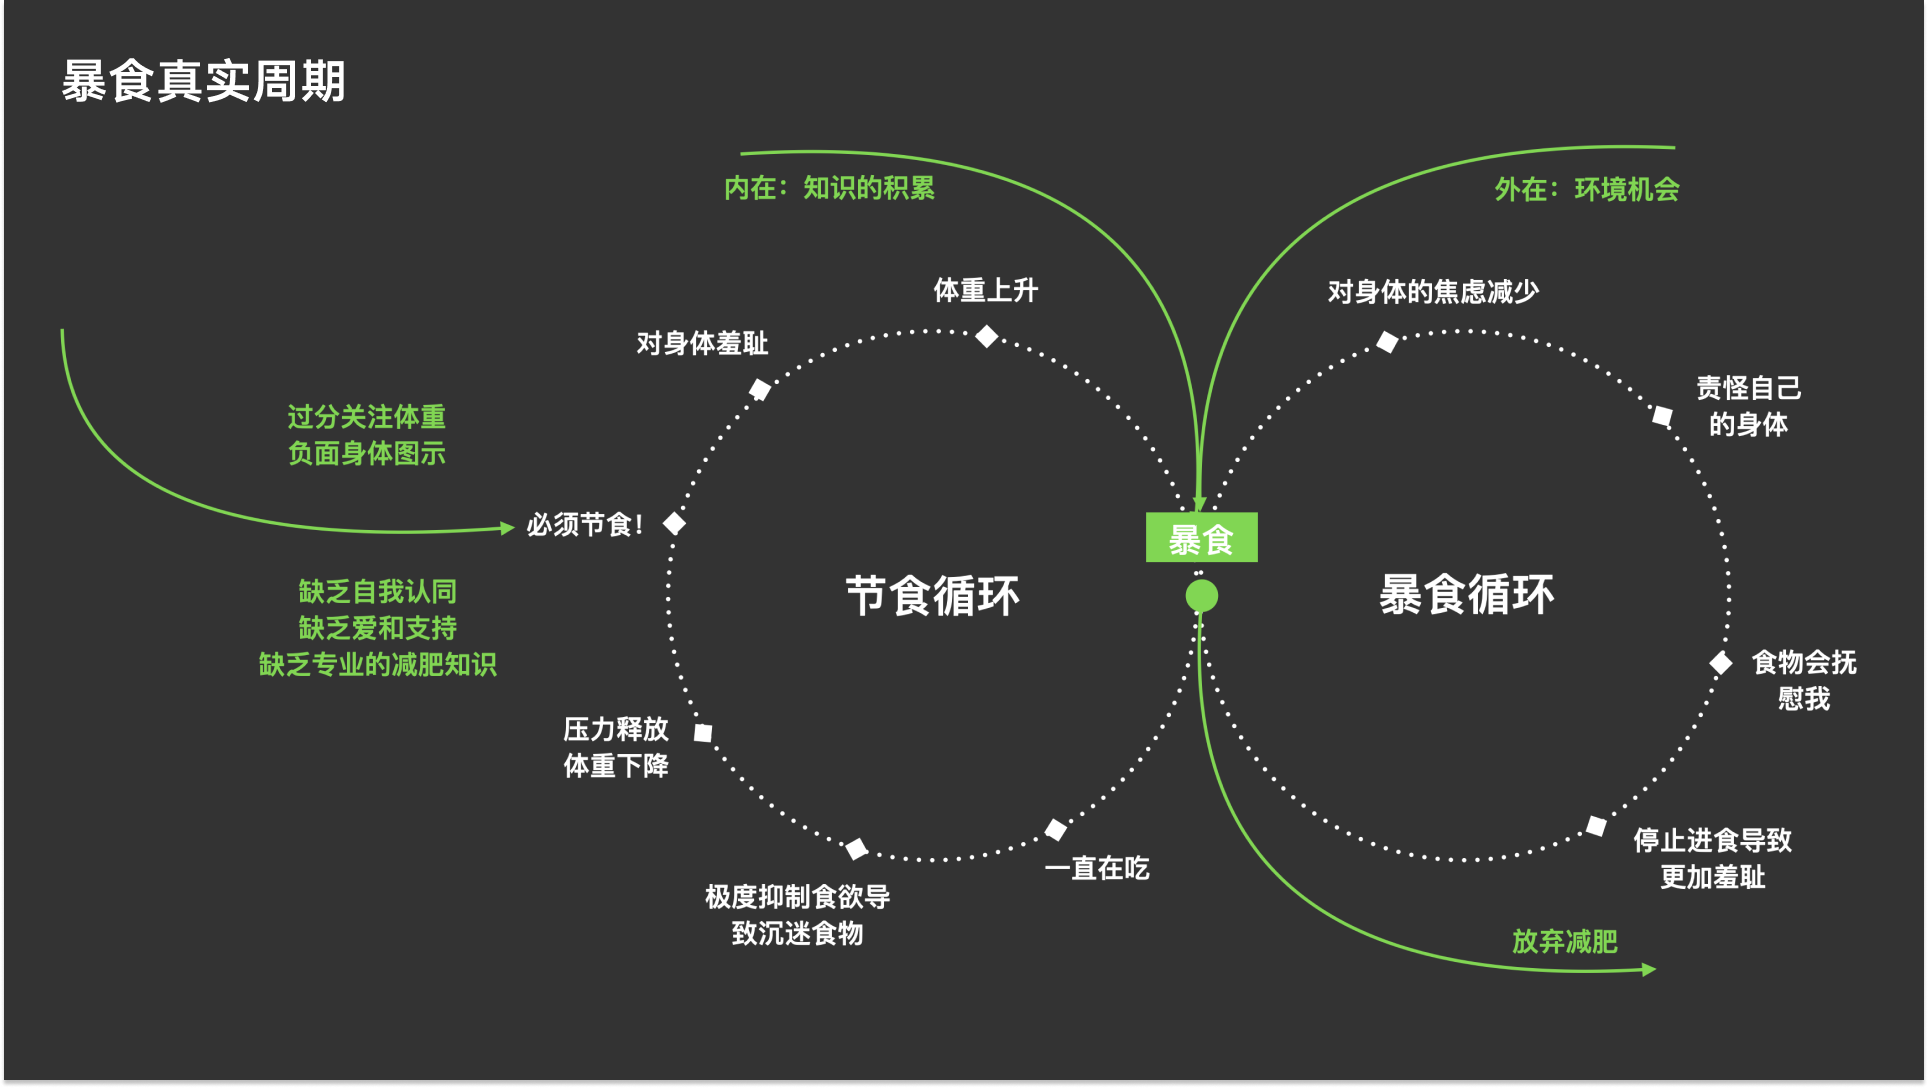 暴食真实周期
内在：知识的积累
外在：环境机会
体重上升
对身体的焦虑减少
对身体羞耻
责怪自己
的身体
过分关注体重
负面身体图示
必须节食！
暴食
缺乏自我认同
缺乏爱和支持
缺乏专业的减肥知识
节食循环
暴食循环
食物会抚
慰我
压力释放
体重下降
停止进食导致
更加羞耻
一直在吃
极度抑制食欲导
致沉迷食物
放弃减肥